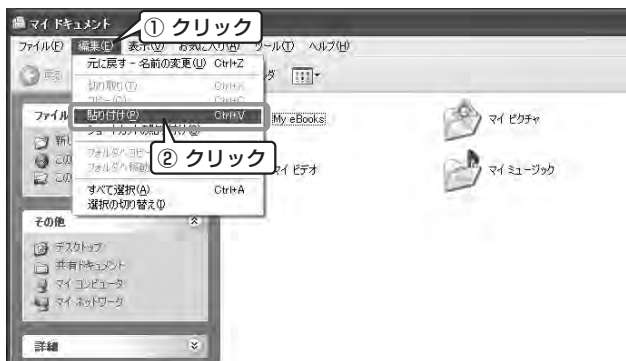 マイ ドキュメント
① クリック
ファイル(F) 編集(E) 表示(V) お気に入り(A) ツール(T) ヘルプ(H)
戻る
元に戻す - 名前の変更(U) Ctrl+Z
切り取り(T) Ctrl+X
コピー(C) Ctrl+C
貼り付け(P) Ctrl+V
ショートカットの貼り付け(S)
② クリック
すべて選択(A) Ctrl+A
選択の切り替え(I)
My eBooks
マイ ピクチャ
マイ ビデオ
マイ ミュージック
その他
デスクトップ
共有ドキュメント
マイ コンピュータ
マイ ネットワーク
詳細